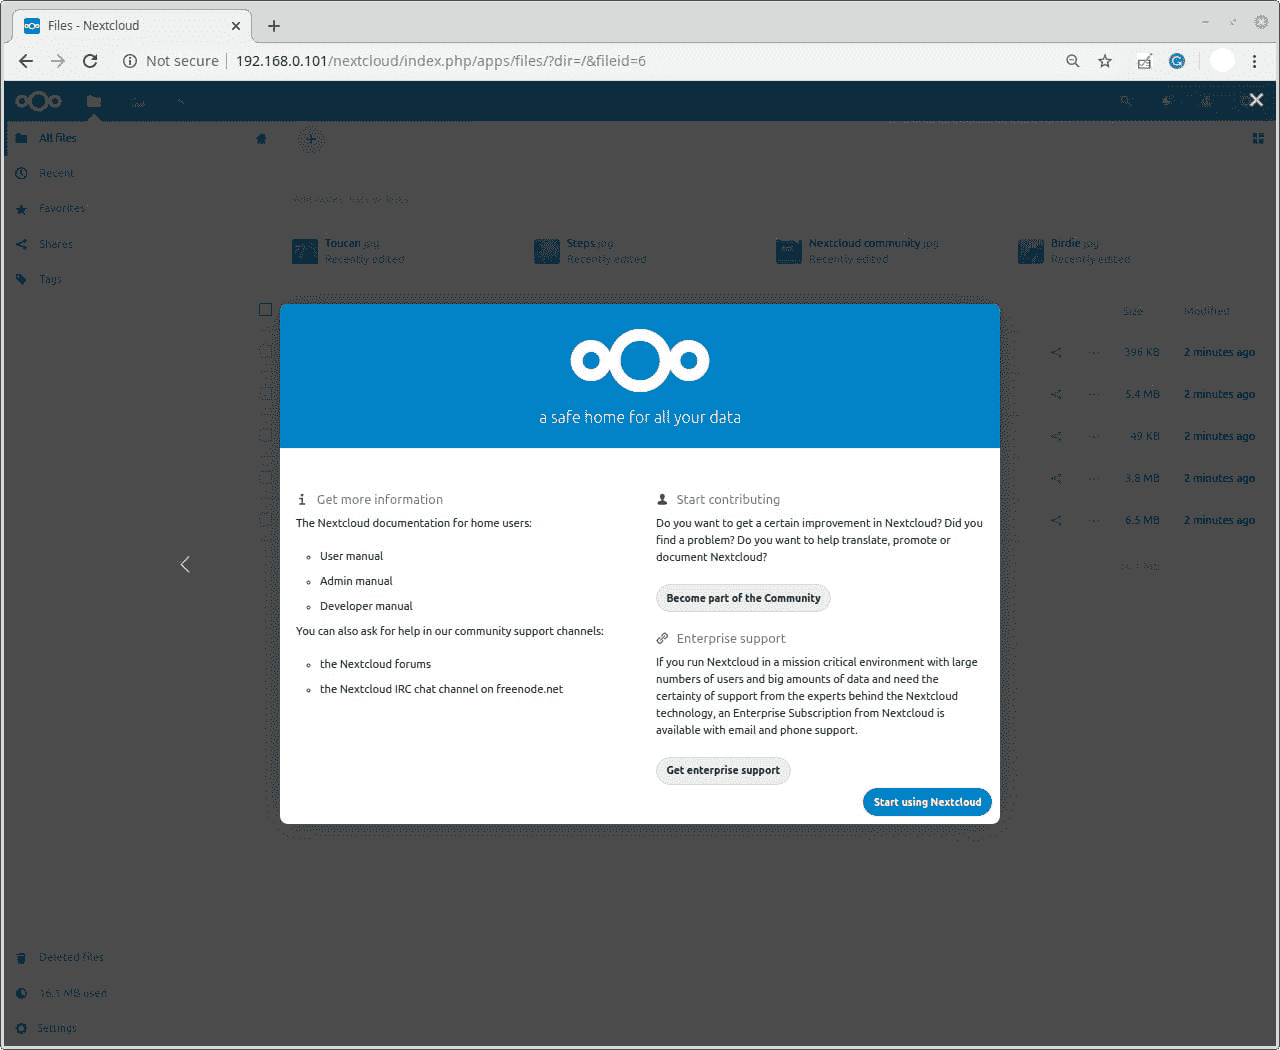 Files - Nextcloud
Not secure
192.168.0.101/nextcloud/index.php/apps/files/?dir=/&fileid=6
All files
Recent
Favorites
Shares
Tags
Toucan.jpg
Recently edited
Steps.jpg
Recently edited
Nextcloud community.jpg
Recently edited
Birdie.jpg
Recently edited
Size Modified
396 KB 2 minutes ago
5.4 MB 2 minutes ago
49 KB 2 minutes ago
3.8 MB 2 minutes ago
6.5 MB 2 minutes ago
a safe home for all your data
Get more information
The Nextcloud documentation for home users:
User manual
Admin manual
Developer manual
You can also ask for help in our community support channels:
the Nextcloud forums
the Nextcloud IRC chat channel on freenode.net
Start contributing
Do you want to get a certain improvement in Nextcloud? Did you
find a problem? Do you want to help translate, promote or
document Nextcloud?
Become part of the Community
Enterprise support
If you run Nextcloud in a mission critical environment with large
numbers of users and big amounts of data and need the
certainty of support from the experts behind the Nextcloud
technology, an Enterprise Subscription from Nextcloud is
available with email and phone support.
Get enterprise support
Start using Nextcloud
Deleted files
MB used
Settings